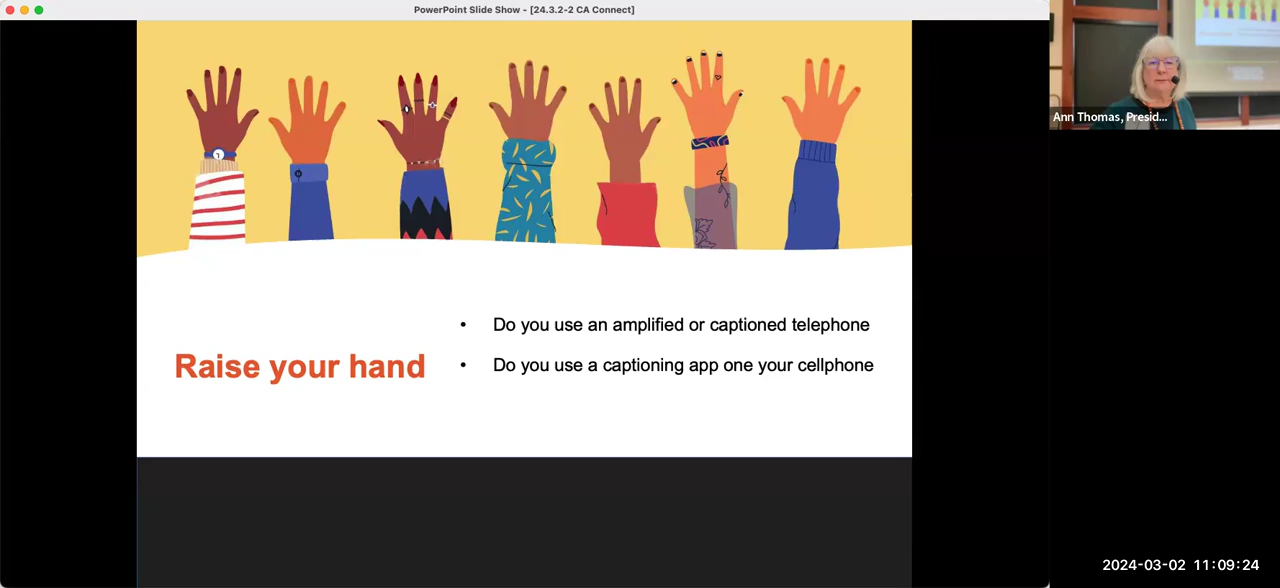 PowerPoint Slide Show - [24.3.2-2 CA Connect]
Ann Thomas, Presid...
• Do you use an amplified or captioned telephone
Raise your hand
• Do you use a captioning app one your cellphone
2024-03-02 11:09:24